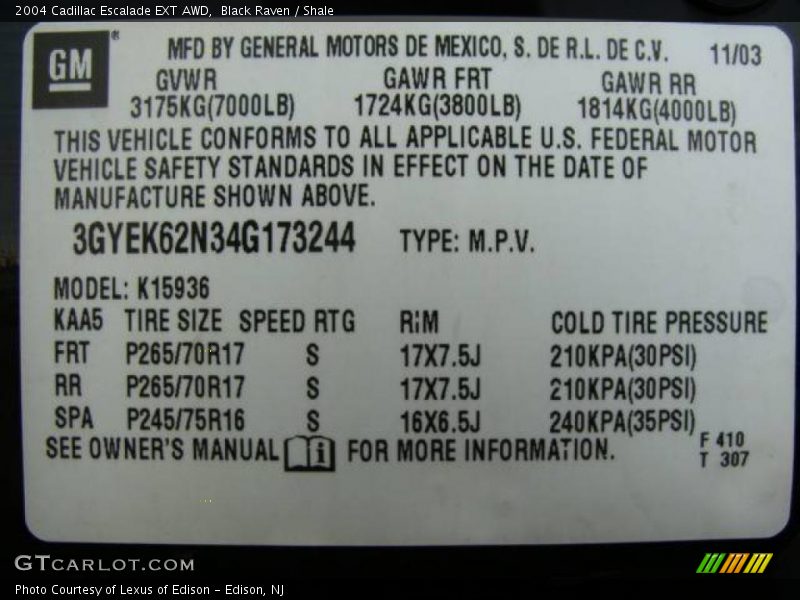 2004 Cadillac Escalade EXT AWD,  Black Raven / Shale
GM® MFD BY GENERAL MOTORS DE MEXICO, S. DE R.L. DE C.V. 11/03
GVWR GAWR FRT GAWR RR
3175KG(7000LB) 1724KG(3800LB) 1814KG(4000LB)
THIS VEHICLE CONFORMS TO ALL APPLICABLE U.S. FEDERAL MOTOR
VEHICLE SAFETY STANDARDS IN EFFECT ON THE DATE OF
MANUFACTURE SHOWN ABOVE.
3GYEK62N34G173244 TYPE: M.P.V.
MODEL: K15936
KAA5 TIRE SIZE SPEED RTG RIM COLD TIRE PRESSURE
FRT P265/70R17 S 17X7.5J 210KPA(30PSI)
RR P265/70R17 S 17X7.5J 210KPA(30PSI)
SPA P245/75R16 S 16X6.5J 240KPA(35PSI)
SEE OWNER'S MANUAL i FOR MORE INFORMATION. F 410
T 307
GTCARLOT.COM
Photo Courtesy of Lexus of Edison - Edison, NJ